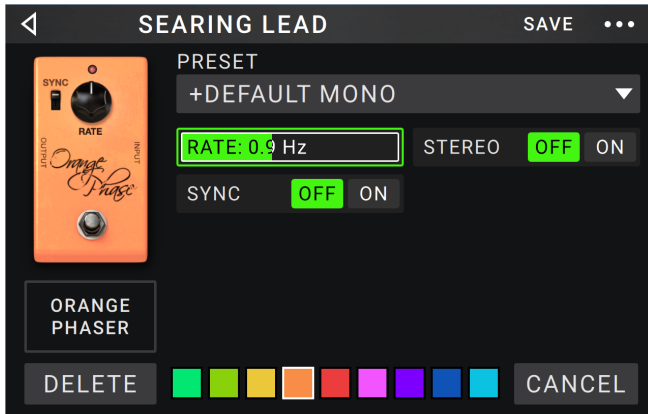 SEARING LEAD
SAVE
PRESET
+DEFAULT MONO
SYNC
RATE
OUTPUT
INPUT
Orange
Phase
RATE: 0.9 Hz
STEREO
OFF
ON
SYNC
OFF
ON
ORANGE
PHASER
DELETE
CANCEL